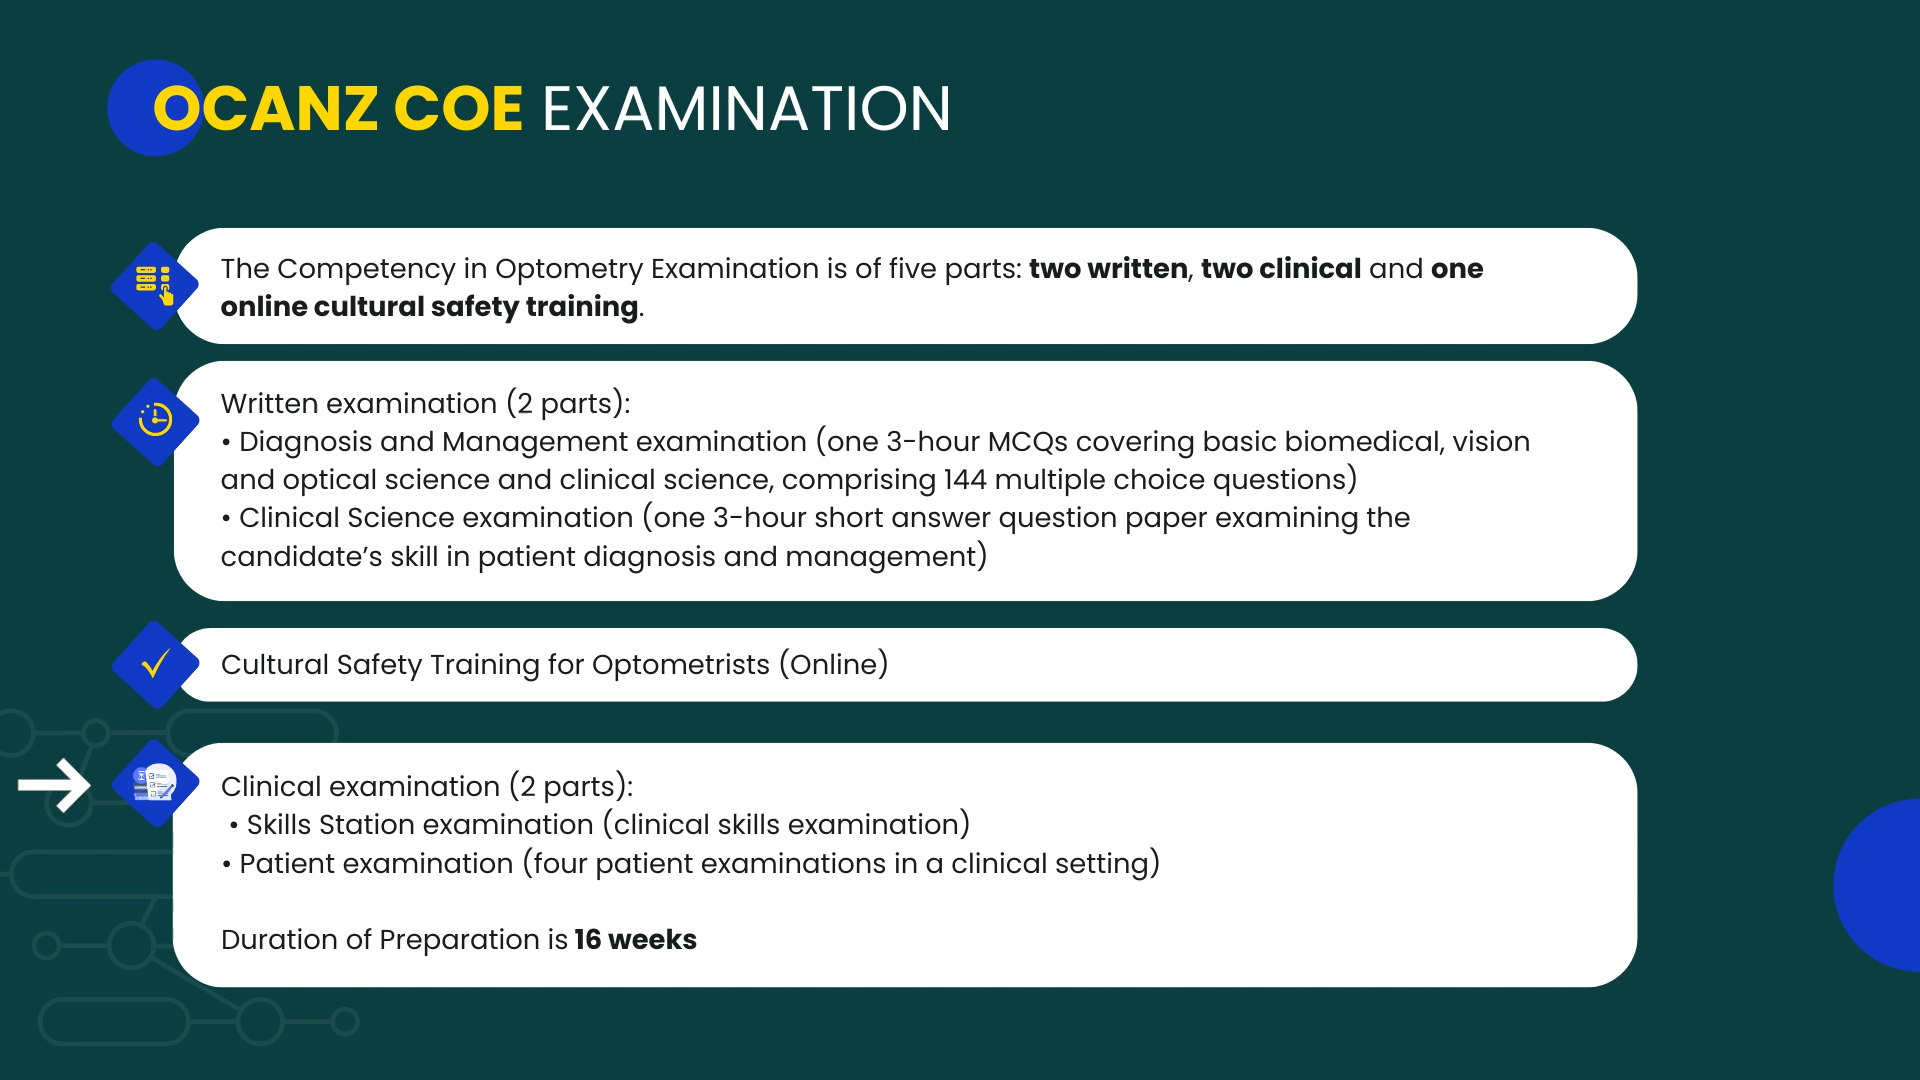 OCANZ COE EXAMINATION
The Competency in Optometry Examination is of five parts: two written, two clinical and one
online cultural safety training.
Written examination (2 parts):
• Diagnosis and Management examination (one 3-hour MCQs covering basic biomedical, vision
and optical science and clinical science, comprising 144 multiple choice questions)
• Clinical Science examination (one 3-hour short answer question paper examining the
candidate’s skill in patient diagnosis and management)
Cultural Safety Training for Optometrists (Online)
Clinical examination (2 parts):
• Skills Station examination (clinical skills examination)
• Patient examination (four patient examinations in a clinical setting)
Duration of Preparation is 16 weeks